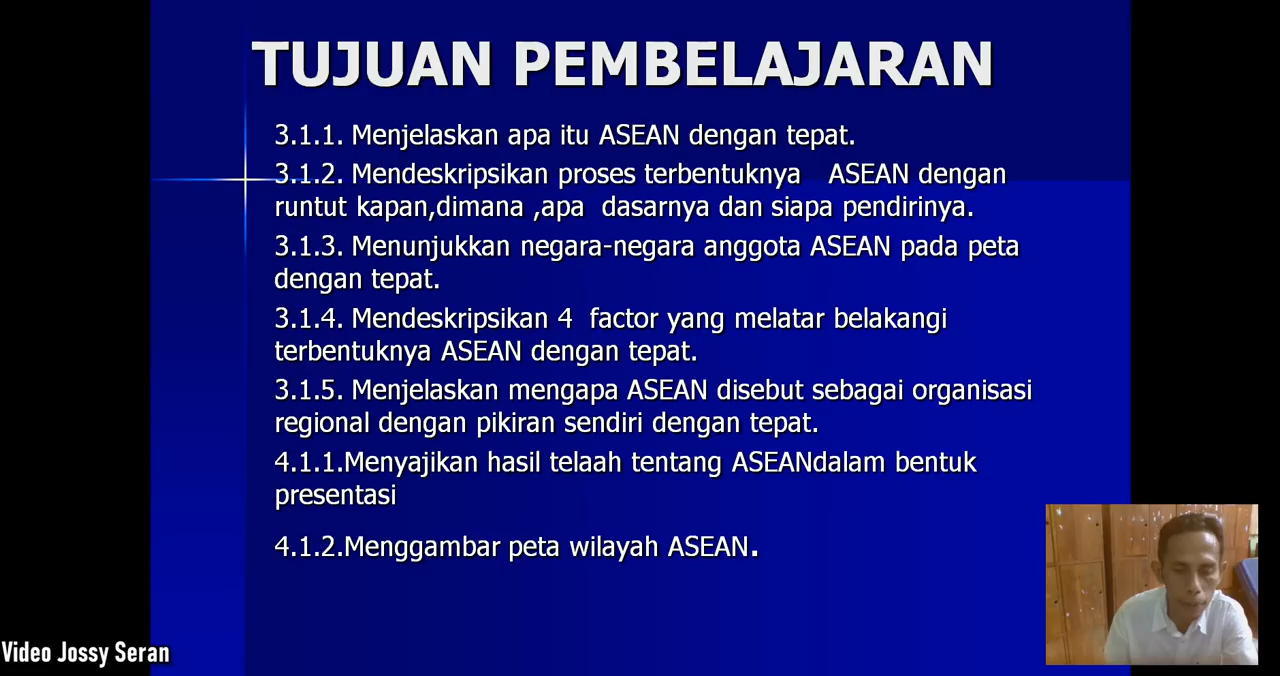 TUJUAN PEMBELAJARAN
3.1.1. Menjelaskan apa itu ASEAN dengan tepat.
3.1.2. Mendeskripsikan proses terbentuknya ASEAN dengan
runtut kapan,dimana ,apa dasarnya dan siapa pendirinya.
3.1.3. Menunjukkan negara-negara anggota ASEAN pada peta
dengan tepat.
3.1.4. Mendeskripsikan 4 factor yang melatar belakangi
terbentuknya ASEAN dengan tepat.
3.1.5. Menjelaskan mengapa ASEAN disebut sebagai organisasi
regional dengan pikiran sendiri dengan tepat.
4.1.1.Menyajikan hasil telaah tentang ASEANdalam bentuk
presentasi
4.1.2.Menggambar peta wilayah ASEAN.
Video Jossy Seran